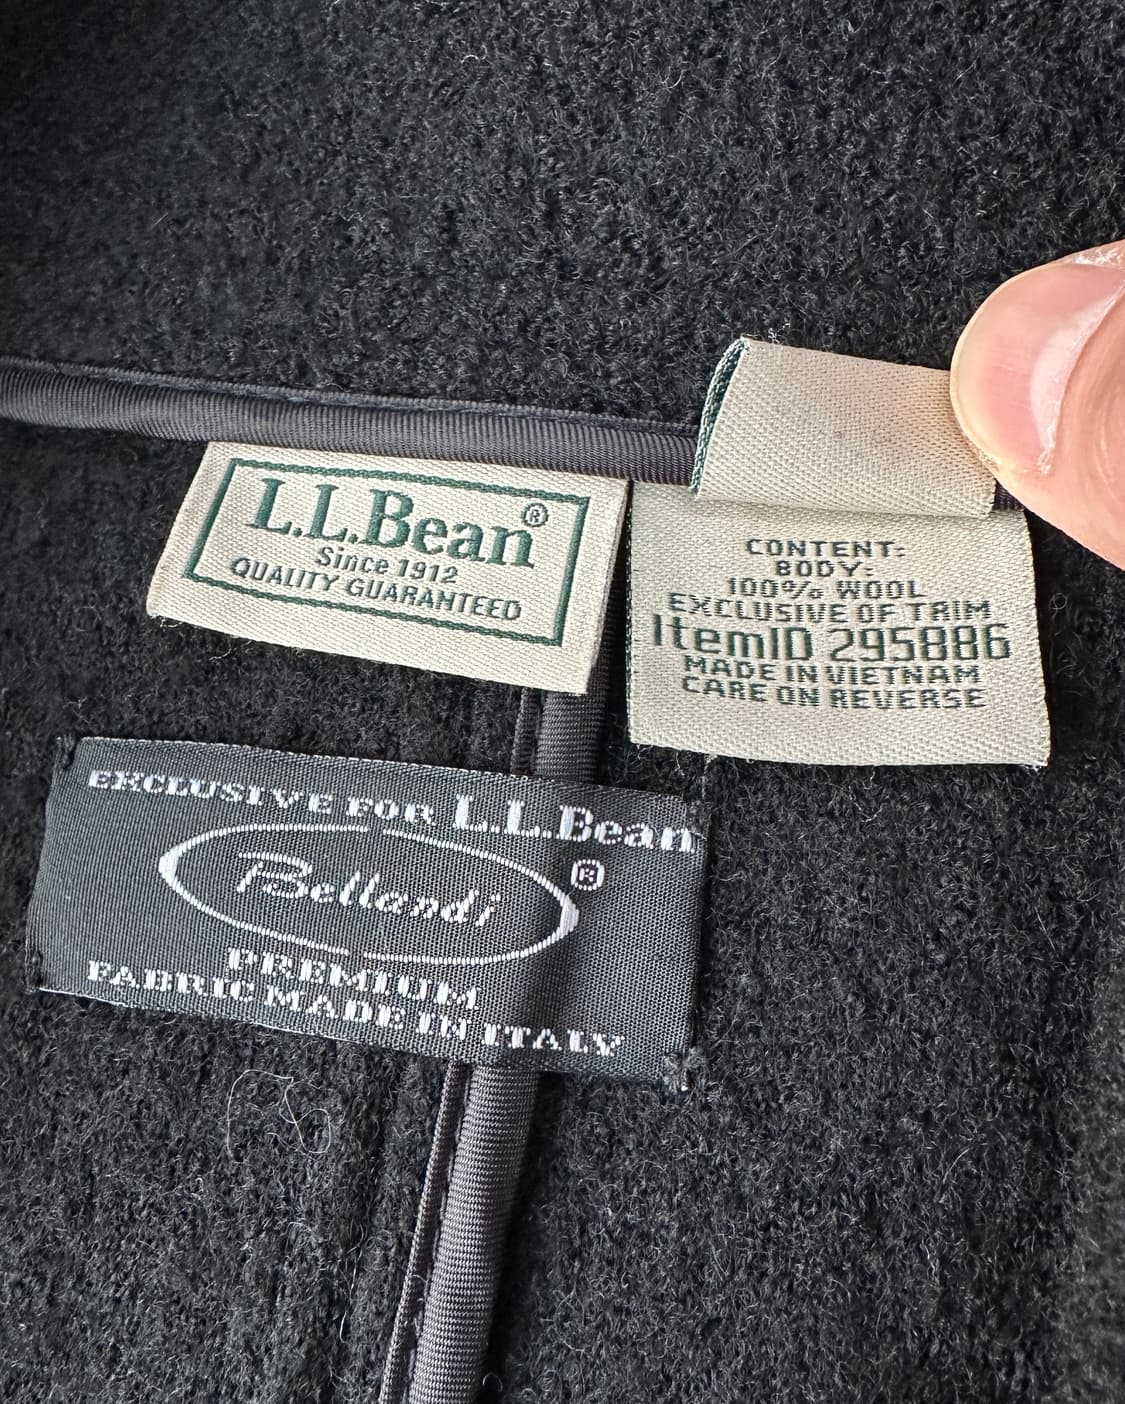 L.L.Bean®
Since 1912
QUALITY GUARANTEED
CONTENT:
BODY:
100% WOOL
EXCLUSIVE OF TRIM
ItemID 295886
MADE IN VIETNAM
CARE ON REVERSE
EXCLUSIVE FOR L.L.Bean
Bellandi®
PREMIUM
FABRIC MADE IN ITALY